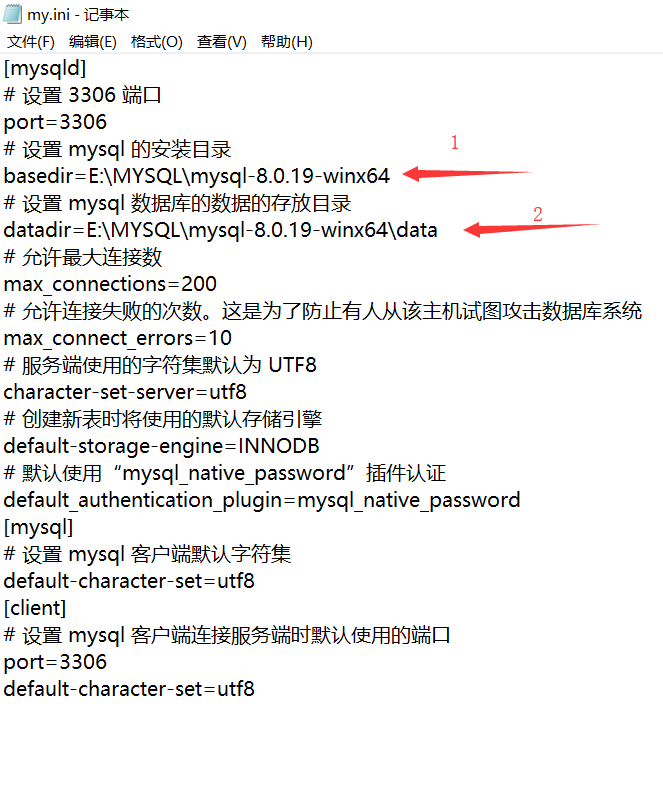 my.ini - 记事本
文件(F) 编辑(E) 格式(O) 查看(V) 帮助(H)
[mysqld]
# 设置 3306 端口
port=3306
# 设置 mysql 的安装目录
1
basedir=E:\MYSQL\mysql-8.0.19-winx64
# 设置 mysql 数据库的数据的存放目录
2
datadir=E:\MYSQL\mysql-8.0.19-winx64\data
# 允许最大连接数
max_connections=200
# 允许连接失败的次数。这是为了防止有人从该主机试图攻击数据库系统
max_connect_errors=10
# 服务端使用的字符集默认为 UTF8
character-set-server=utf8
# 创建新表时将使用的默认存储引擎
default-storage-engine=INNODB
# 默认使用“mysql_native_password”插件认证
default_authentication_plugin=mysql_native_password
[mysql]
# 设置 mysql 客户端默认字符集
default-character-set=utf8
[client]
# 设置 mysql 客户端连接服务端时默认使用的端口
port=3306
default-character-set=utf8